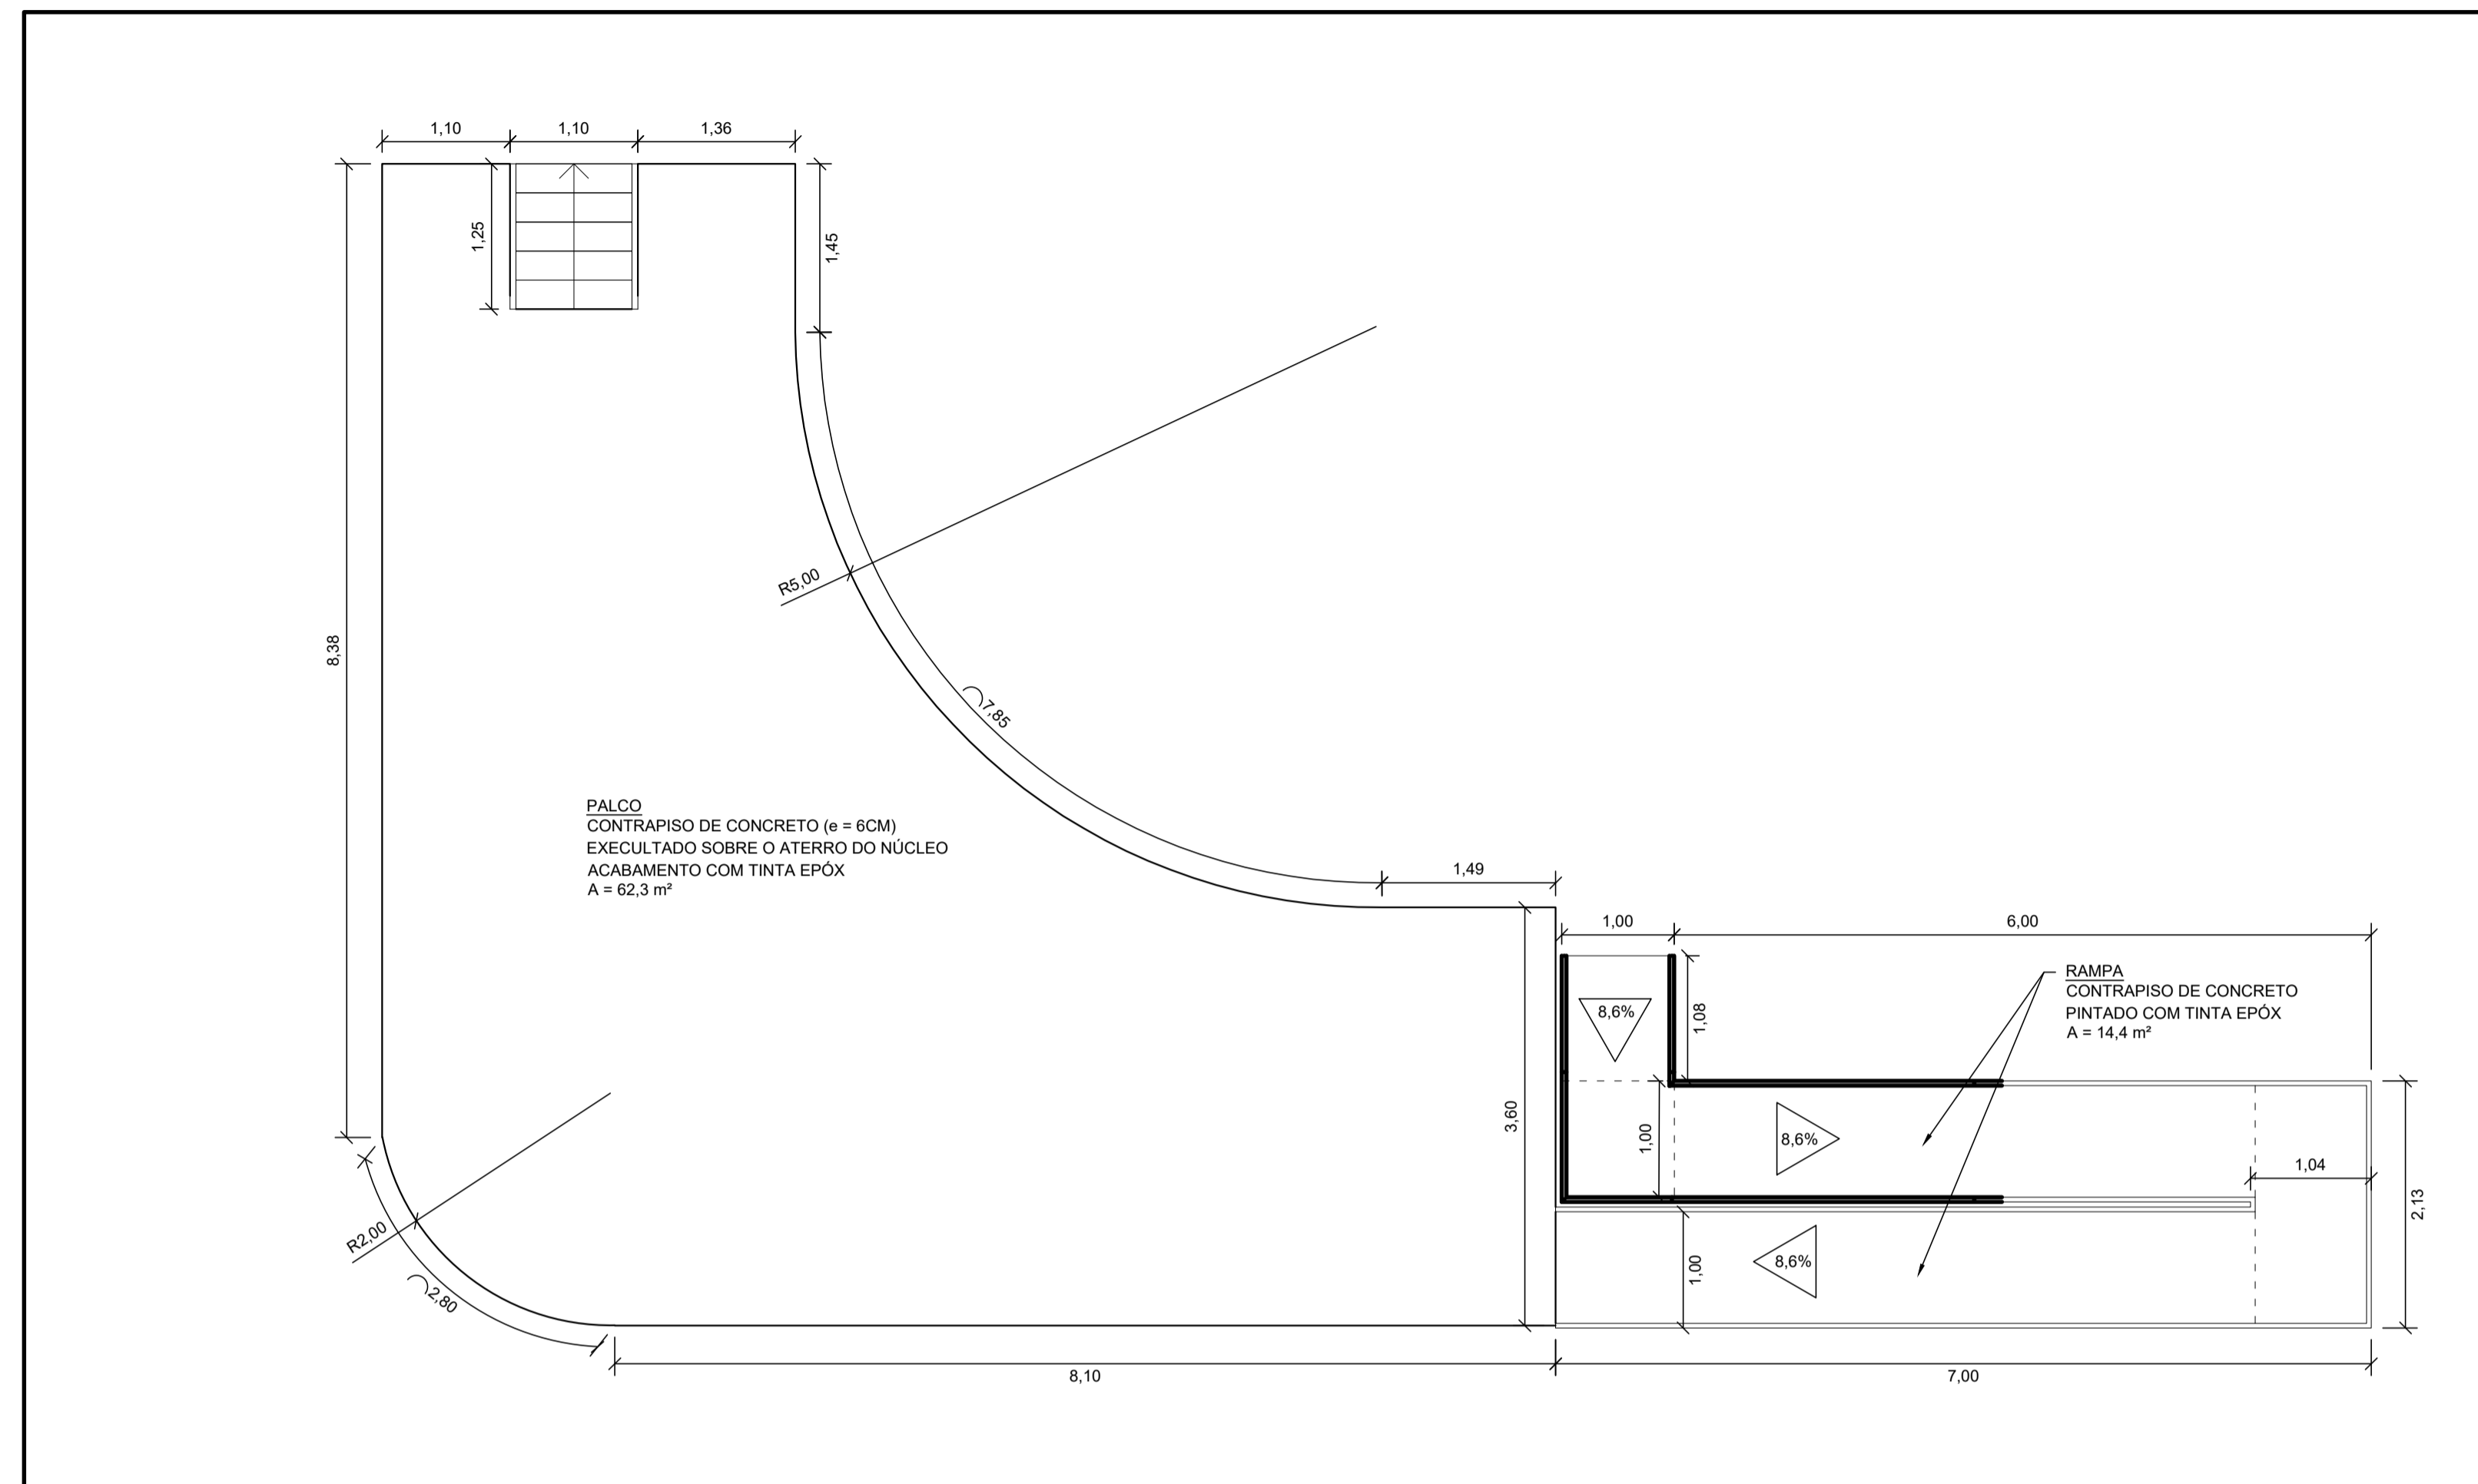 1,10
1,10
1,36
1,25
1,45
8,38
R5,00
7,85
PALCO
CONTRAPISO DE CONCRETO (e = 6CM)
EXECULTADO SOBRE O ATERRO DO NÚCLEO
ACABAMENTO COM TINTA EPÓX
A = 62,3 m²
1,49
1,00
6,00
RAMPA
CONTRAPISO DE CONCRETO
PINTADO COM TINTA EPÓX
A = 14,4 m²
8,6%
1,08
3,60
1,00
8,6%
1,04
2,13
R2,00
2,80
8,6%
1,00
8,10
7,00